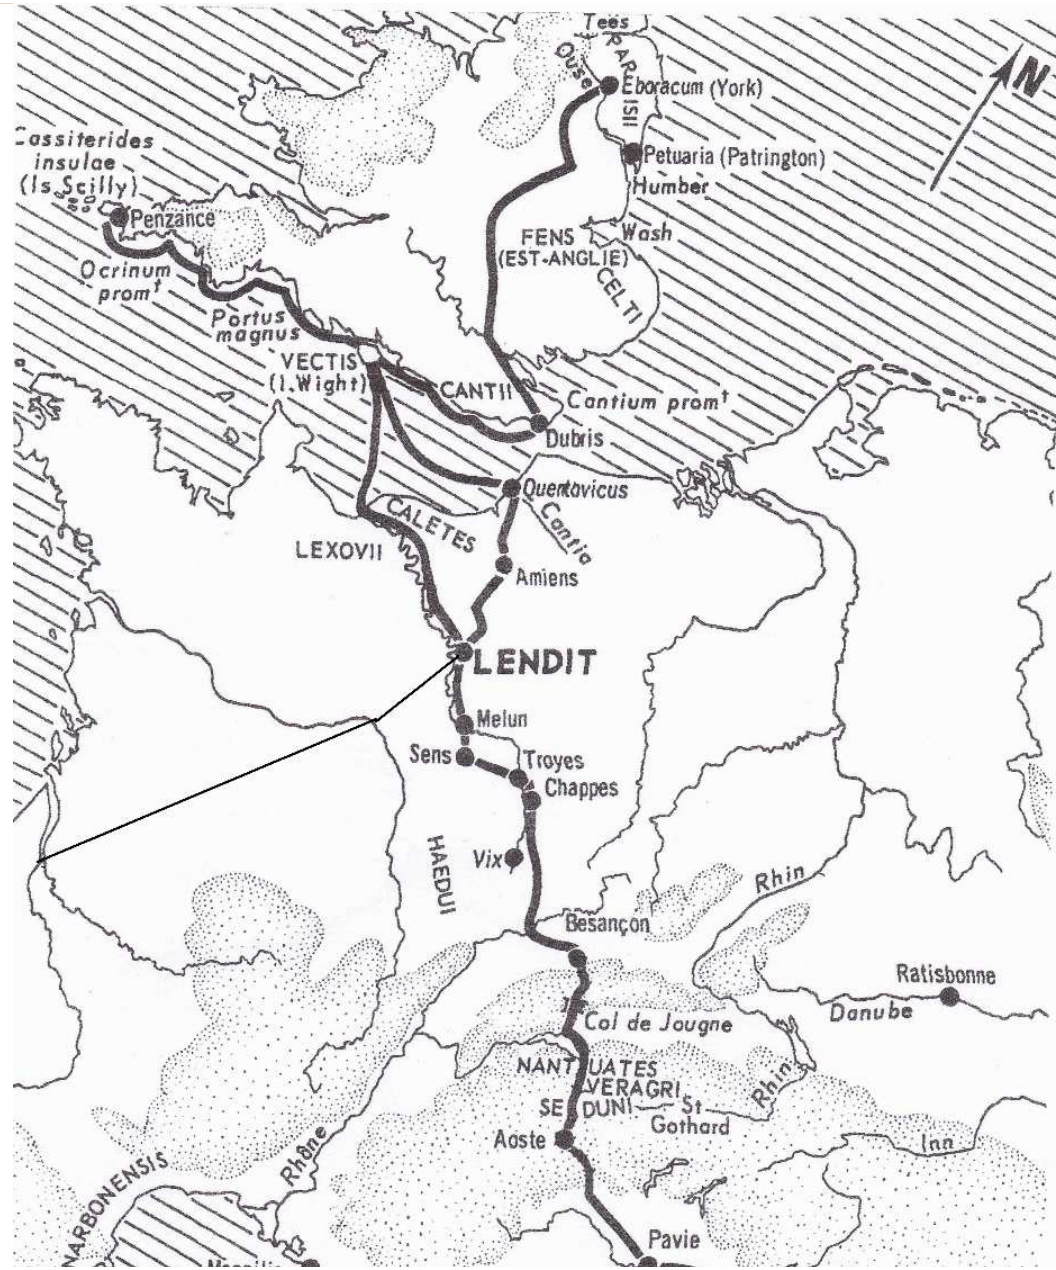 Tees
PARISII
Ouse
N
Eboracum (York)
Cassiterides
insulae
(Is Scilly)
Petuaria (Patrington)
Humber
Penzance
Wash
FENS
(EST-ANGLIE)
CELTI
Ocrinum
promᵗ
Portus
magnus
VECTIS
(I.Wight)
CANTII
Cantium promᵗ
Dubris
Quentovicus
CALETES
Cantia
LEXOVII
Amiens
LENDIT
Melun
Sens
Troyes
Chappes
HAEDUI
Vix
Rhin
Besançon
Ratisbonne
Danube
Col de Jougne
NANTUATES
VERAGRI
Rhin
SEDUNI
St
Gothard
Aoste
Inn
Rhône
NARBONENSIS
Pavie